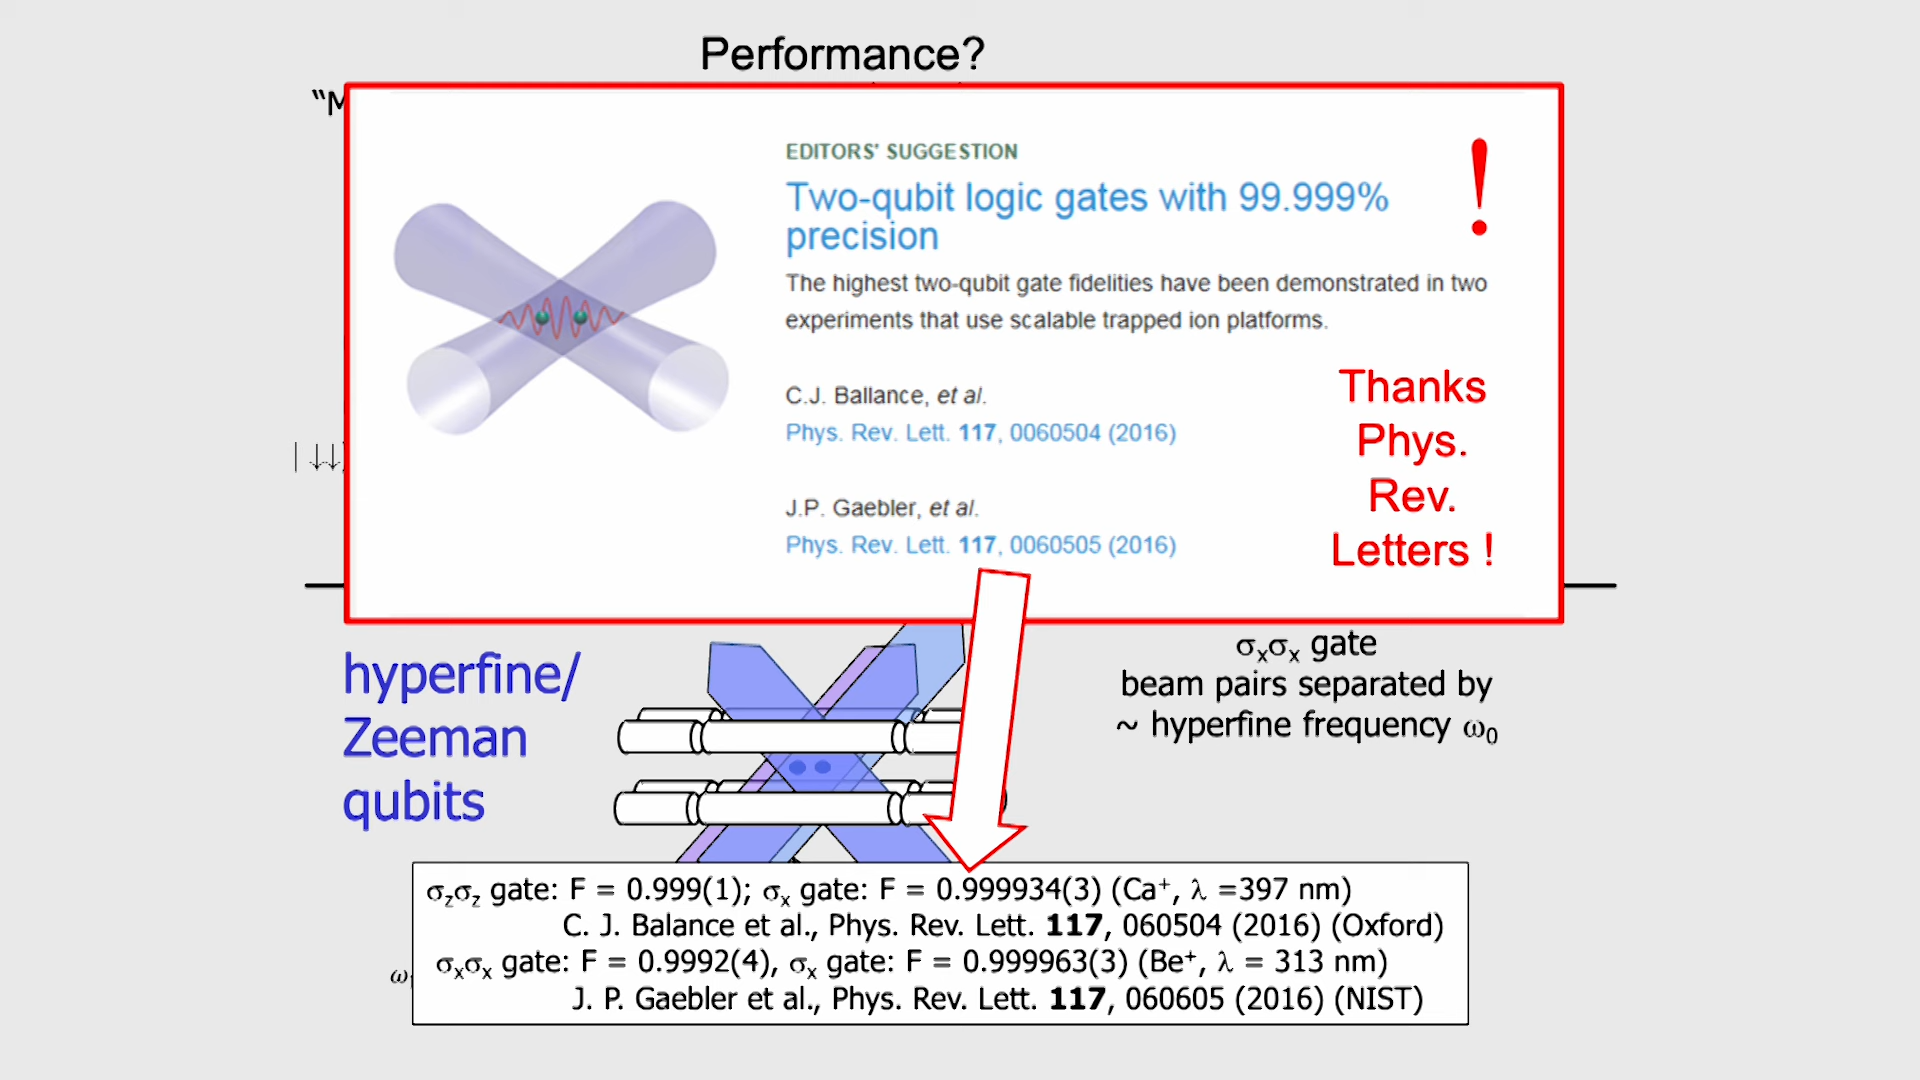 Performance?
“M
EDITORS' SUGGESTION
Two-qubit logic gates with 99.999%
precision
!
The highest two-qubit gate fidelities have been demonstrated in two
experiments that use scalable trapped ion platforms.
C.J. Ballance, et al.
Phys. Rev. Lett. 117, 0060504 (2016)
J.P. Gaebler, et al.
Phys. Rev. Lett. 117, 0060505 (2016)
Thanks
Phys.
Rev.
Letters !
|↓↓
hyperfine/
Zeeman
qubits
σxσx gate
beam pairs separated by
~ hyperfine frequency ω0
σzσz gate: F = 0.999(1); σx gate: F = 0.999934(3) (Ca⁺, λ =397 nm)
C. J. Balance et al., Phys. Rev. Lett. 117, 060504 (2016) (Oxford)
σxσx gate: F = 0.9992(4), σx gate: F = 0.999963(3) (Be⁺, λ = 313 nm)
J. P. Gaebler et al., Phys. Rev. Lett. 117, 060605 (2016) (NIST)
ω